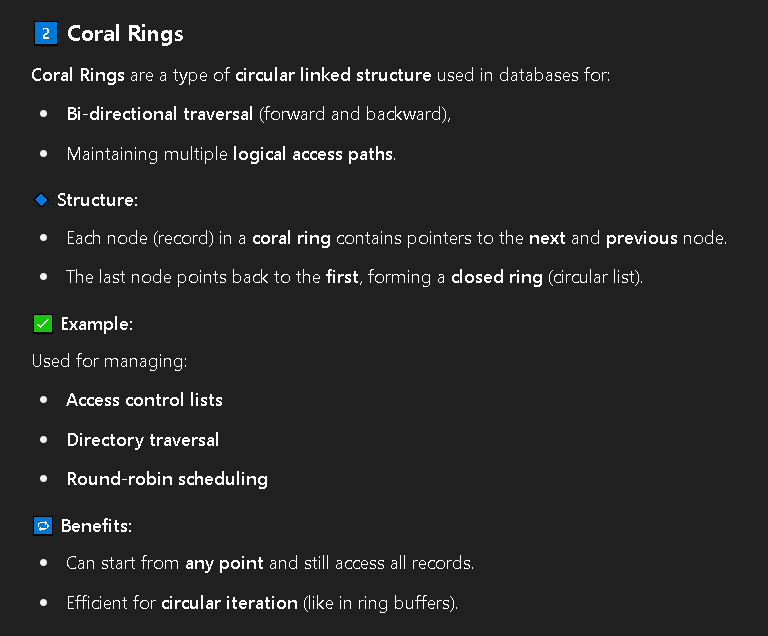 2 Coral Rings
Coral Rings are a type of circular linked structure used in databases for:
Bi-directional traversal (forward and backward),
Maintaining multiple logical access paths.
Structure:
Each node (record) in a coral ring contains pointers to the next and previous node.
The last node points back to the first, forming a closed ring (circular list).
Example:
Used for managing:
Access control lists
Directory traversal
Round-robin scheduling
Benefits:
Can start from any point and still access all records.
Efficient for circular iteration (like in ring buffers).